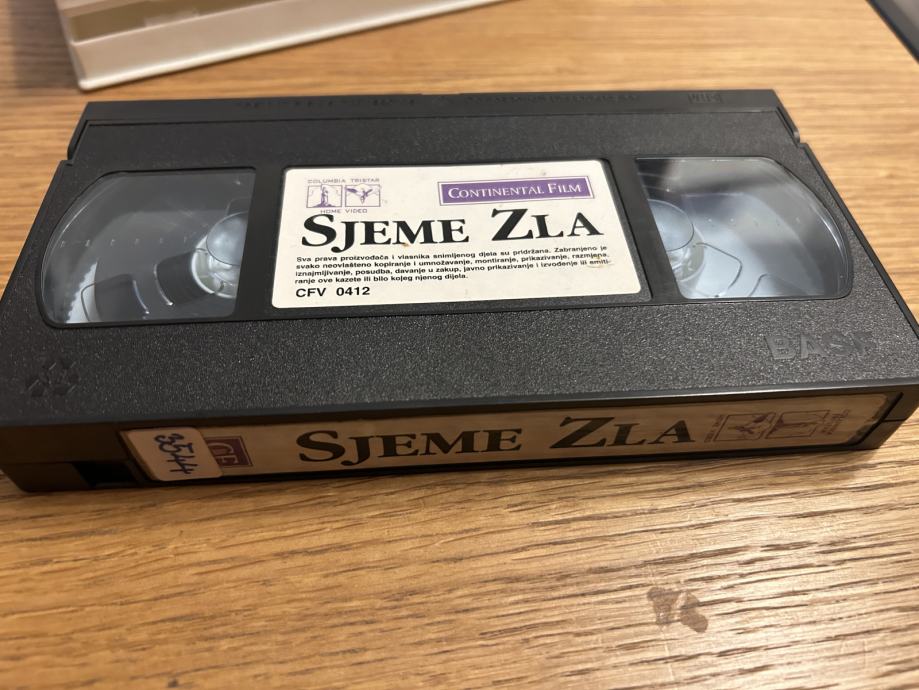 VHS
COLUMBIA TRISTAR
HOME VIDEO
CONTINENTAL FILM
SJEME ZLA
Sva prava proizvođača i vlasnika snimljenog djela su pridržana. Zabranjeno je
svako neovlašteno kopiranje i umnožavanje, montiranje, prikazivanje, razmjena,
iznajmljivanje, posudba, davanje u zakup, javno prikazivanje i izvođenje ili emiti-
ranje ove kazete ili bilo kojeg njenog dijela.
CFV 0412
BASF
3544
SJEME ZLA